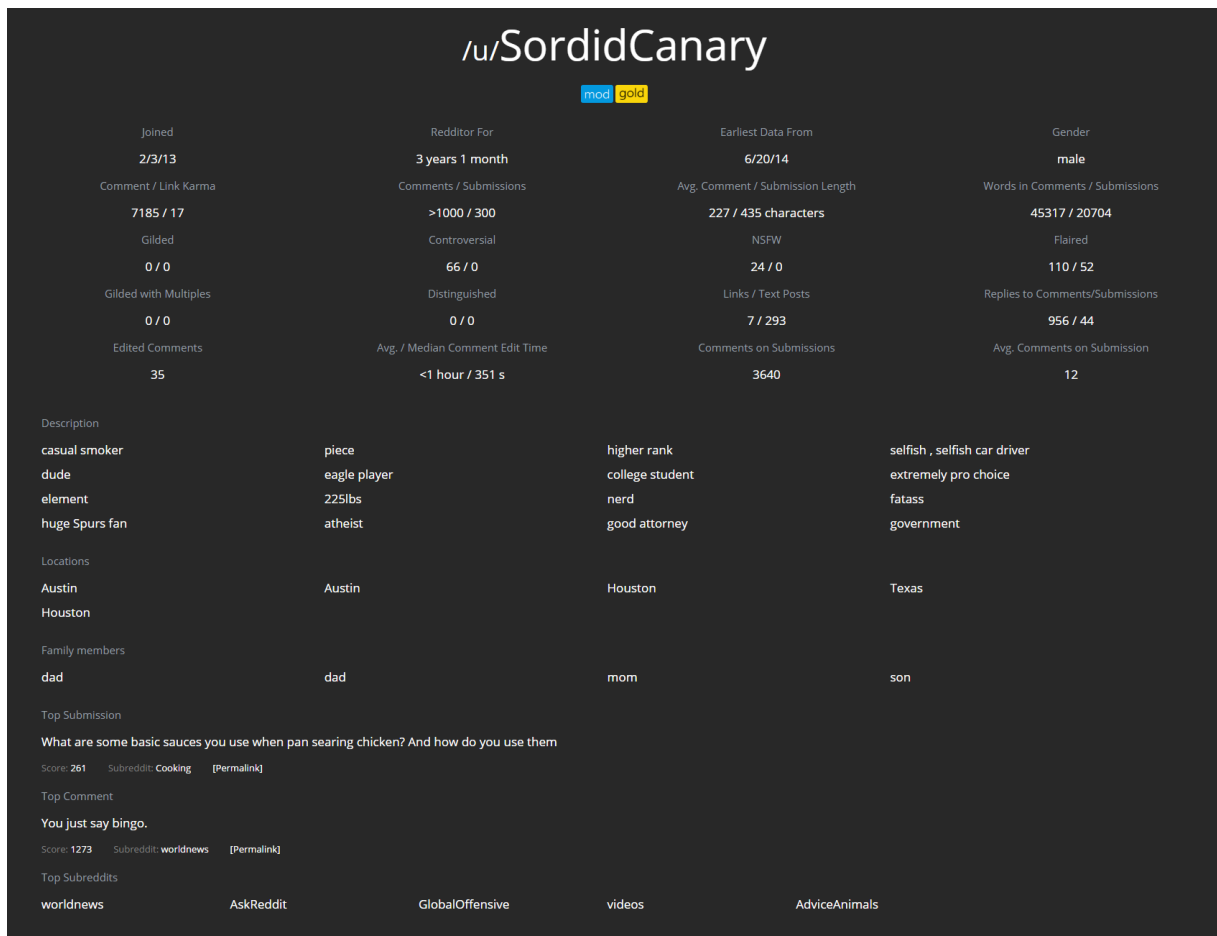 /u/SordidCanary
mod gold
Joined Redditor For Earliest Data From Gender
2/3/13 3 years 1 month 6/20/14 male
Comment / Link Karma Comments / Submissions Avg. Comment / Submission Length Words in Comments / Submissions
7185 / 17 >1000 / 300 227 / 435 characters 45317 / 20704
Gilded Controversial NSFW Flaired
0 / 0 66 / 0 24 / 0 110 / 52
Gilded with Multiples Distinguished Links / Text Posts Replies to Comments/Submissions
0 / 0 0 / 0 7 / 293 956 / 44
Edited Comments Avg. / Median Comment Edit Time Comments on Submissions Avg. Comments on Submission
35 <1 hour / 351 s 3640 12
Description
casual smoker piece higher rank selfish , selfish car driver
dude eagle player college student extremely pro choice
element 225lbs nerd fatass
huge Spurs fan atheist good attorney government
Locations
Austin Austin Houston Texas
Houston
Family members
dad dad mom son
Top Submission
What are some basic sauces you use when pan searing chicken? And how do you use them
Score: 261 Subreddit: Cooking [Permalink]
Top Comment
You just say bingo.
Score: 1273 Subreddit: worldnews [Permalink]
Top Subreddits
worldnews AskReddit GlobalOffensive videos AdviceAnimals